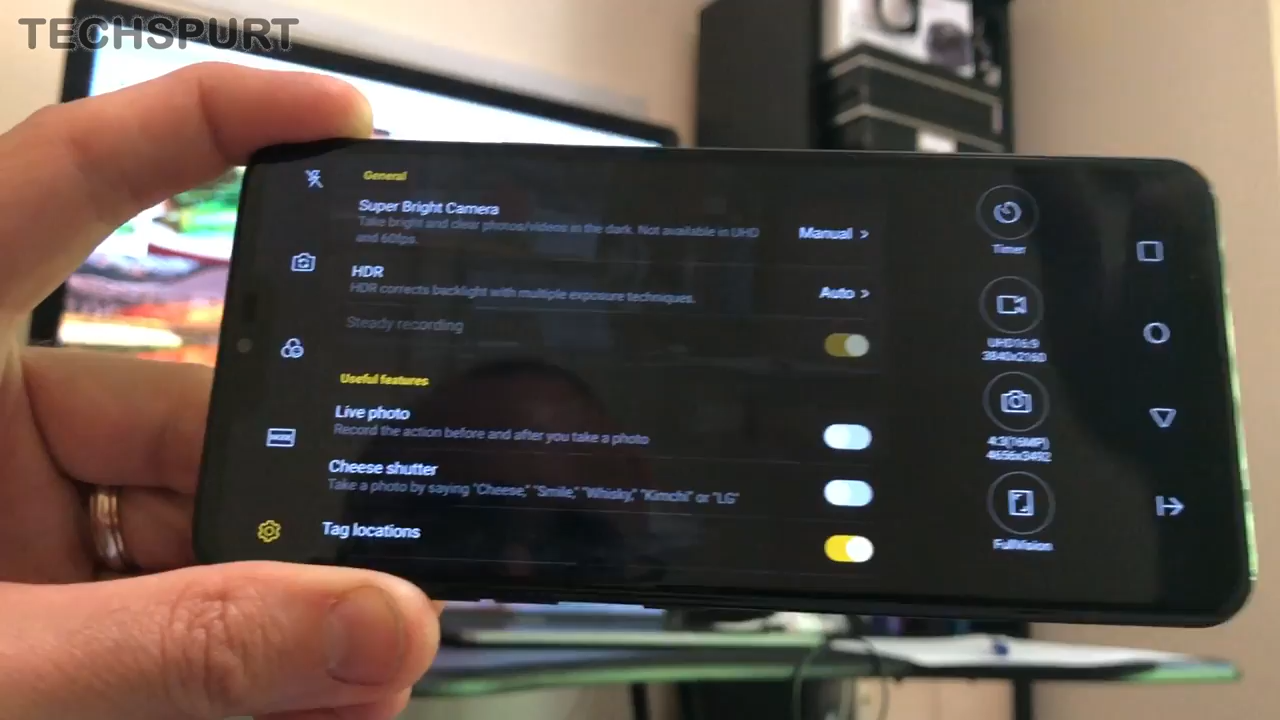 TECHSPURT
General
Super Bright Camera
Take bright and clear photos/videos in the dark. Not available in UHD
and 60fps.
Manual >
HDR
HDR corrects backlight with multiple exposure techniques.
Auto >
Steady recording
Useful features
Live photo
Record the action before and after you take a photo
Cheese shutter
Take a photo by saying "Cheese," "Smile," "Whisky," "Kimchi" or "LG"
Tag locations
Timer
UHD16:9
3840x2160
4:3(16MP)
4656x3492
FullVision